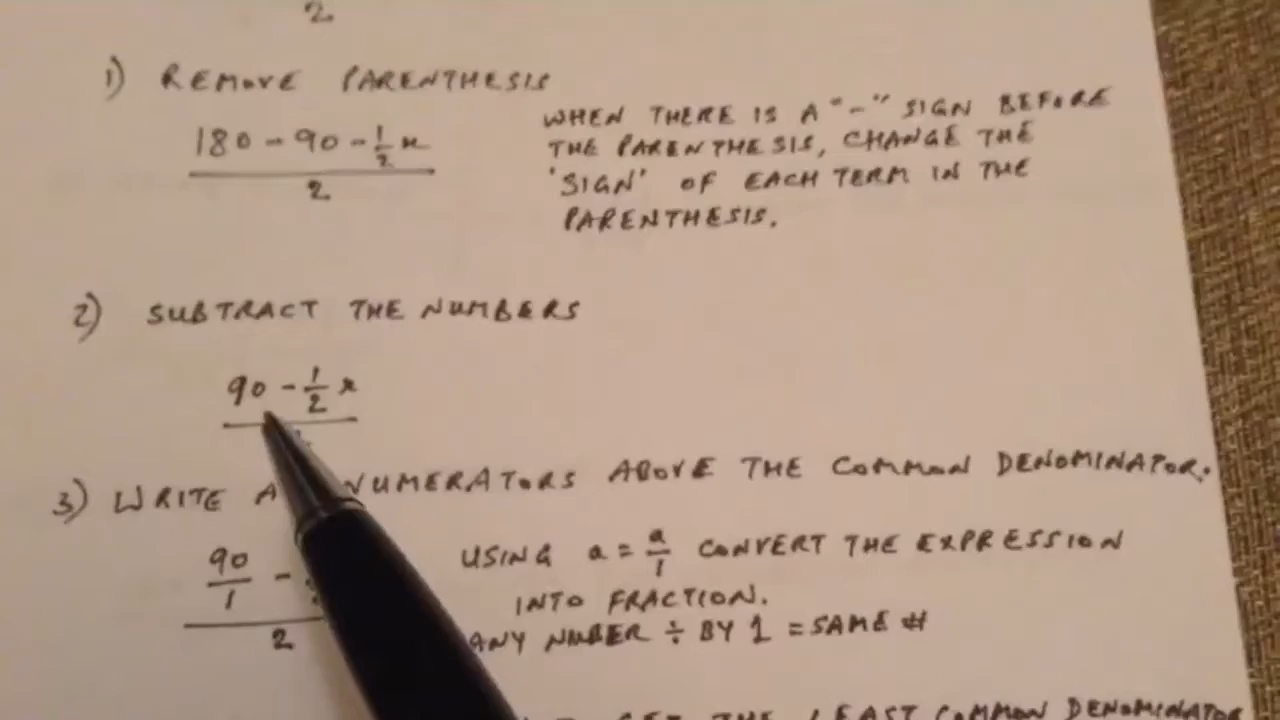 2
1) REMOVE PARENTHESIS
180 - 90 - 1/2 x
2
WHEN THERE IS A "-" SIGN BEFORE
THE PARENTHESIS, CHANGE THE
'SIGN' OF EACH TERM IN THE
PARENTHESIS.
2) SUBTRACT THE NUMBERS
90 - 1/2 x
3) WRITE NUMERATORS ABOVE THE COMMON DENOMINATOR.
90/1 -
2
USING a = a/1 CONVERT THE EXPRESSION
INTO FRACTION.
ANY NUMBER ÷ BY 1 = SAME #
GET THE LEAST COMMON DENOMINATOR